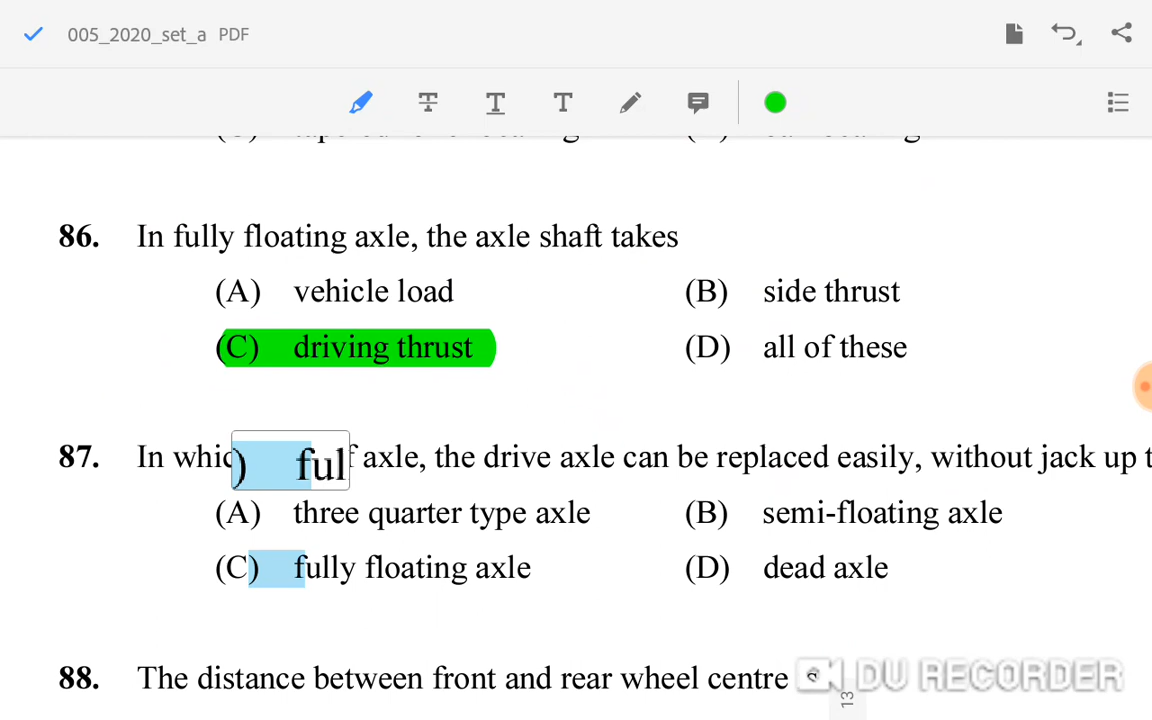 005_2020_set_a PDF
86. In fully floating axle, the axle shaft takes
(A) vehicle load (B) side thrust
(C) driving thrust (D) all of these
) ful
87. In whic f axle, the drive axle can be replaced easily, without jack up t
(A) three quarter type axle (B) semi-floating axle
(C) fully floating axle (D) dead axle
88. The distance between front and rear wheel centre
DU RECORDER
13